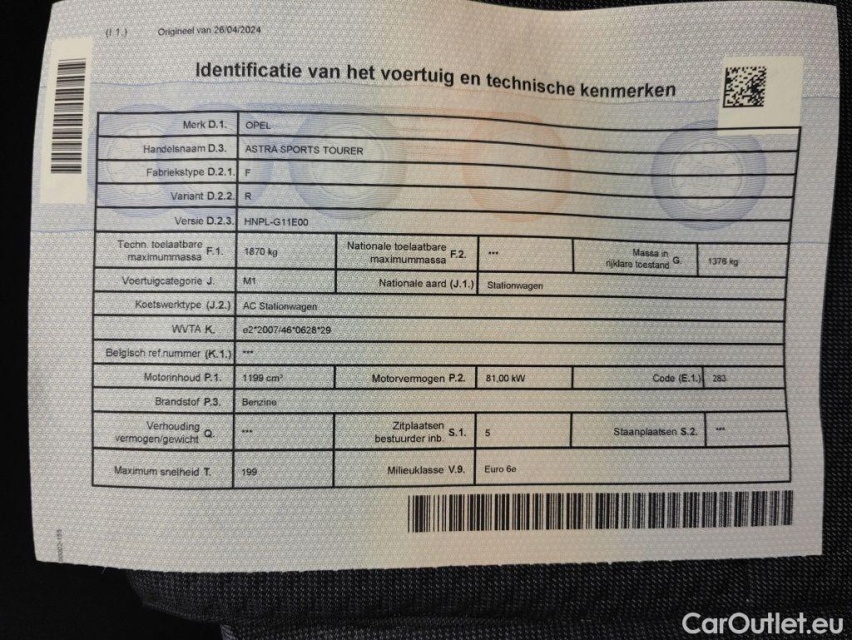 (I.1.) Origineel van 26/04/2024
Identificatie van het voertuig en technische kenmerken
Merk D.1. OPEL
Handelsnaam D.3. ASTRA SPORTS TOURER
Fabriekstype D.2.1. F
Variant D.2.2. R
Versie D.2.3. HNPL-G11E00
Techn. toelaatbare maximummassa F.1. 1870 kg Nationale toelaatbare maximummassa F.2. *** Massa in rijklare toestand G. 1376 kg
Voertuigcategorie J. M1 Nationale aard (J.1.) Stationwagen
Koetswerktype (J.2.) AC Stationwagen
WVTA K. e2*2007/46*0628*29
Belgisch ref.nummer (K.1.) ***
Motorinhoud P.1. 1199 cm³ Motorvermogen P.2. 81,00 kW Code (E.1.) 283
Brandstof P.3. Benzine
Verhouding vermogen/gewicht Q. *** Zitplaatsen bestuurder inb. S.1. 5 Staanplaatsen S.2. ***
Maximum snelheid T. 199 Milieuklasse V.9. Euro 6e
CarOutlet.eu